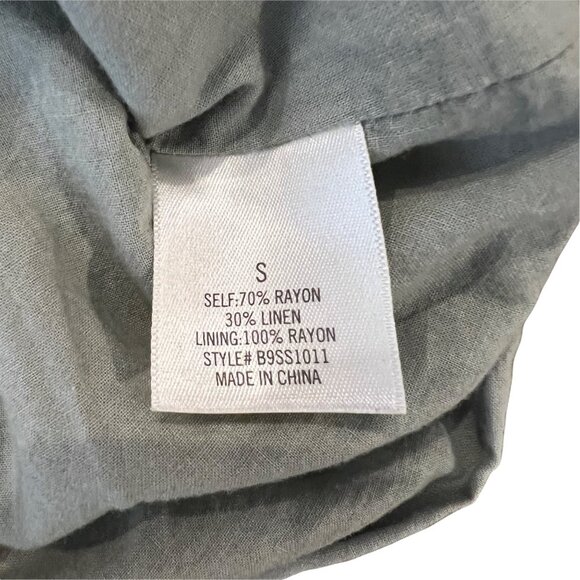 S
SELF:70% RAYON
30% LINEN
LINING:100% RAYON
STYLE# B9SS1011
MADE IN CHINA